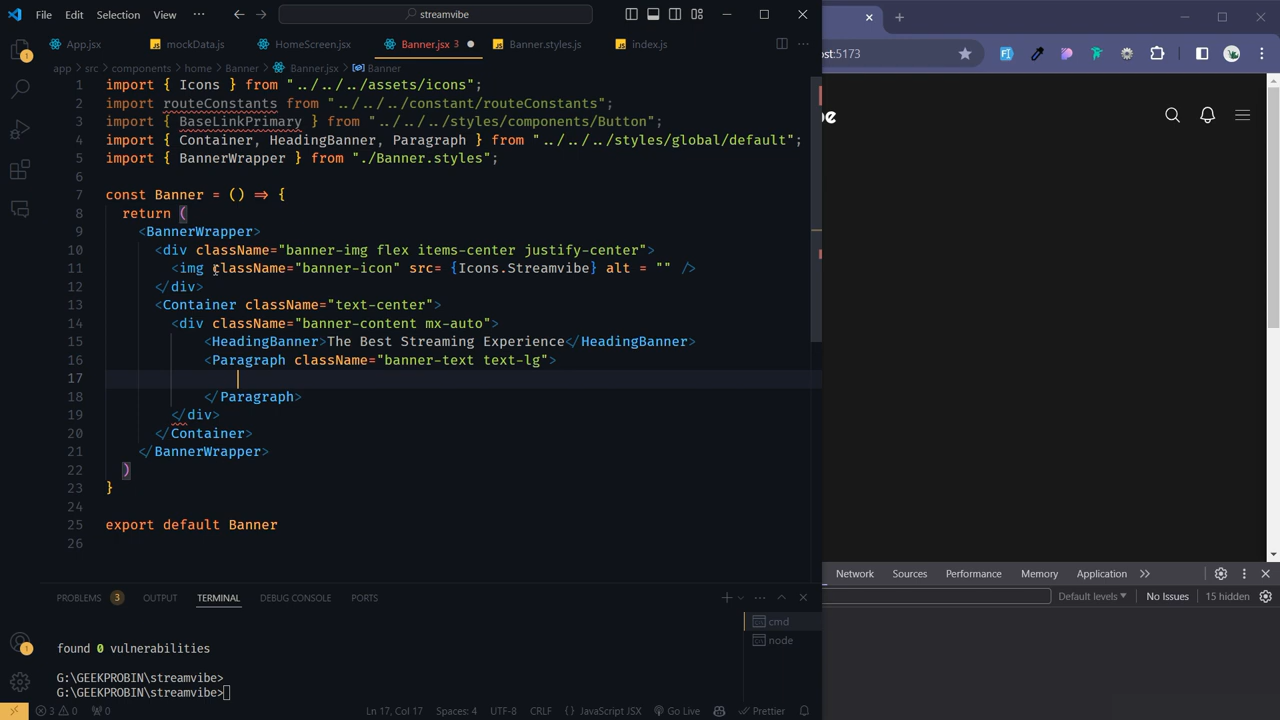 File Edit Selection View ··· streamvibe
App.jsx mockData.js HomeScreen.jsx Banner.jsx 3 Banner.styles.js index.js
app > src > components > home > Banner > Banner.jsx > Banner
1 import { Icons } from "../../../assets/icons";
2 import routeConstants from "../../../constant/routeConstants";
3 import { BaseLinkPrimary } from "../../../styles/components/Button";
4 import { Container, HeadingBanner, Paragraph } from "../../../styles/global/default";
5 import { BannerWrapper } from "./Banner.styles";
6
7 const Banner = () => {
8 return (
9 <BannerWrapper>
10 <div className="banner-img flex items-center justify-center">
11 <img className="banner-icon" src= {Icons.Streamvibe} alt = "" />
12 </div>
13 <Container className="text-center">
14 <div className="banner-content mx-auto">
15 <HeadingBanner>The Best Streaming Experience</HeadingBanner>
16 <Paragraph className="banner-text text-lg">
17
18 </Paragraph>
19 </div>
20 </Container>
21 </BannerWrapper>
22 )
23 }
24
25 export default Banner
26
PROBLEMS 3 OUTPUT TERMINAL DEBUG CONSOLE PORTS
found 0 vulnerabilities
G:\GEEKPROBIN\streamvibe>
G:\GEEKPROBIN\streamvibe>
cmd
node
3 0 0 Ln 17, Col 17 Spaces: 4 UTF-8 CRLF {} JavaScript JSX Go Live Prettier
1
1
ost:5173
be
Network Sources Performance Memory Application
Default levels No Issues 15 hidden